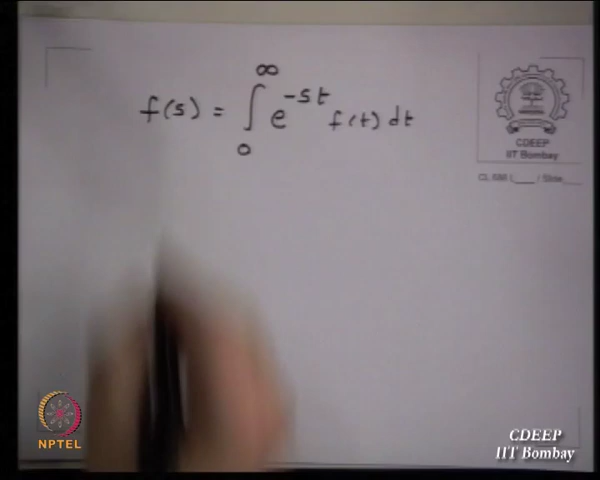 f(s) = ∫₀^∞ e^{-st} f(t) dt
CDEEP
IIT Bombay
NPTEL
CDEEP
IIT Bombay